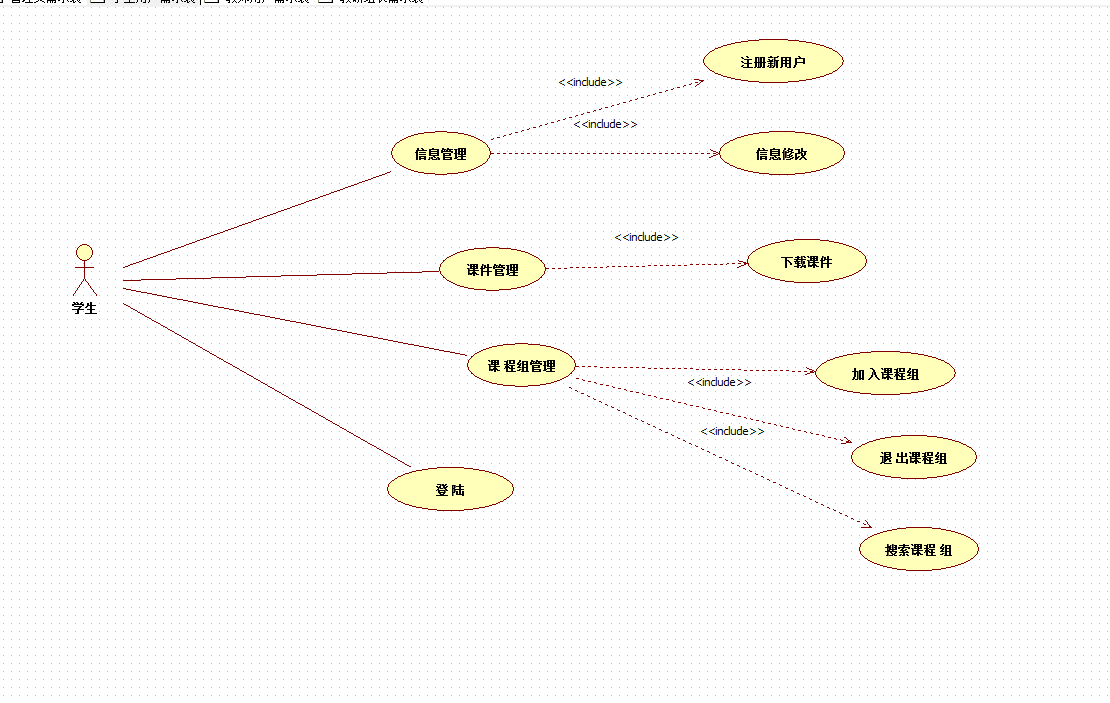 注册新用户
<<include>>
<<include>>
信息管理
信息修改
<<include>>
下载课件
课件管理
学生
课 程组管理
加 入课程组
<<include>>
<<include>>
退 出课程组
登 陆
搜索课程 组